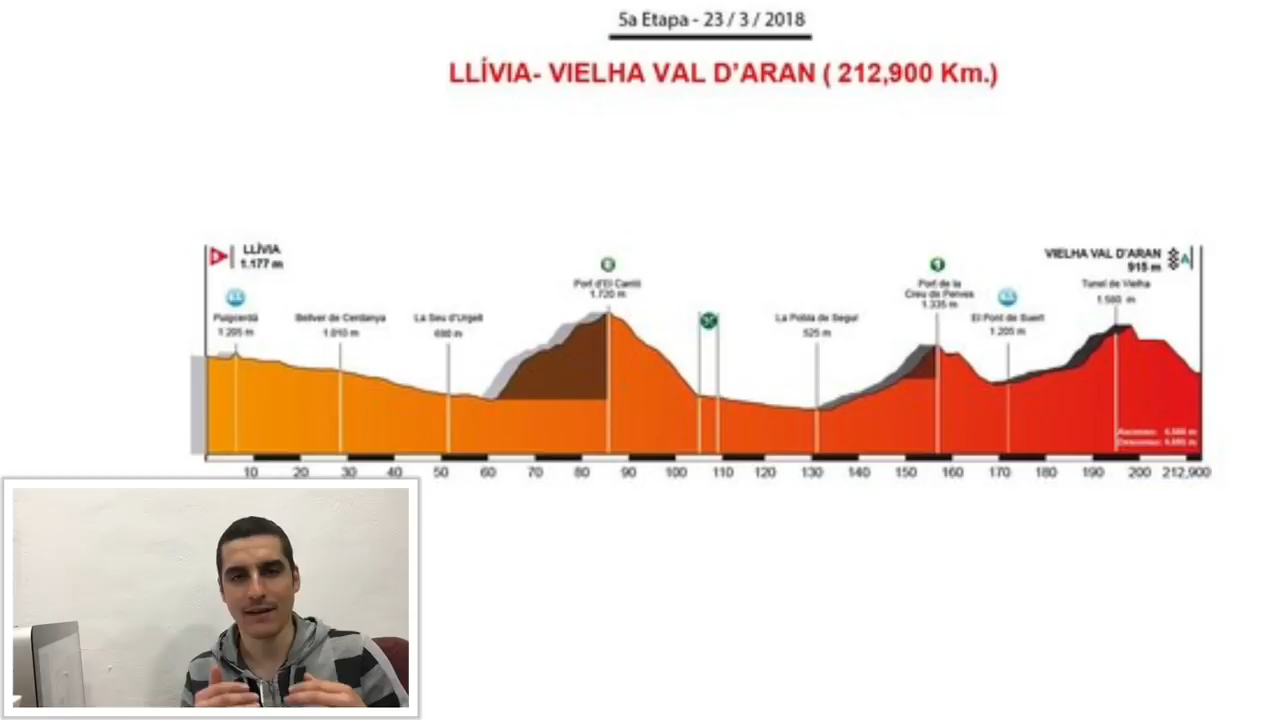 5a Etapa - 23 / 3 / 2018
LLÍVIA- VIELHA VAL D'ARAN ( 212,900 Km.)
LLÍVIA
1.177 m
Puigcerdà
1.205 m
Bellver de Cerdanya
1.010 m
La Seu d'Urgell
690 m
Port d'El Cantó
1.720 m
La Pobla de Segur
525 m
1
Port de la
Creu de Perves
1.335 m
El Pont de Suert
1.205 m
VIELHA VAL D'ARAN
915 m
A
Tunel de Vielha
1.580 m
10 20 30 40 50 60 70 80 90 100 110 120 130 140 150 160 170 180 190 200 212,900